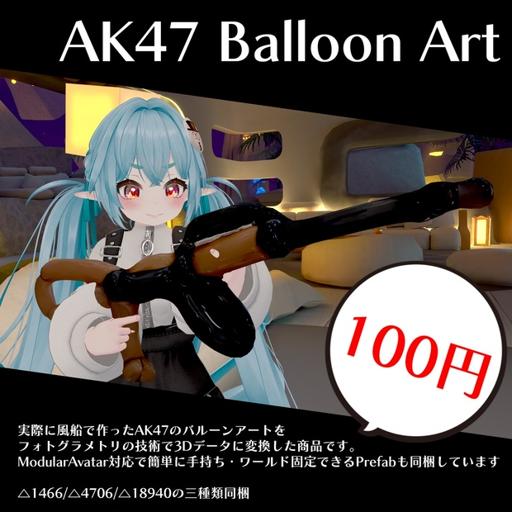 AK47 Balloon Art
100円
実際に風船で作ったAK47のバルーンアートを
フォトグラメトリの技術で3Dデータに変換した商品です。
ModularAvatar対応で簡単に手持ち・ワールド固定できるPrefabも同梱しています
△1466/△4706/△18940の三種類同梱